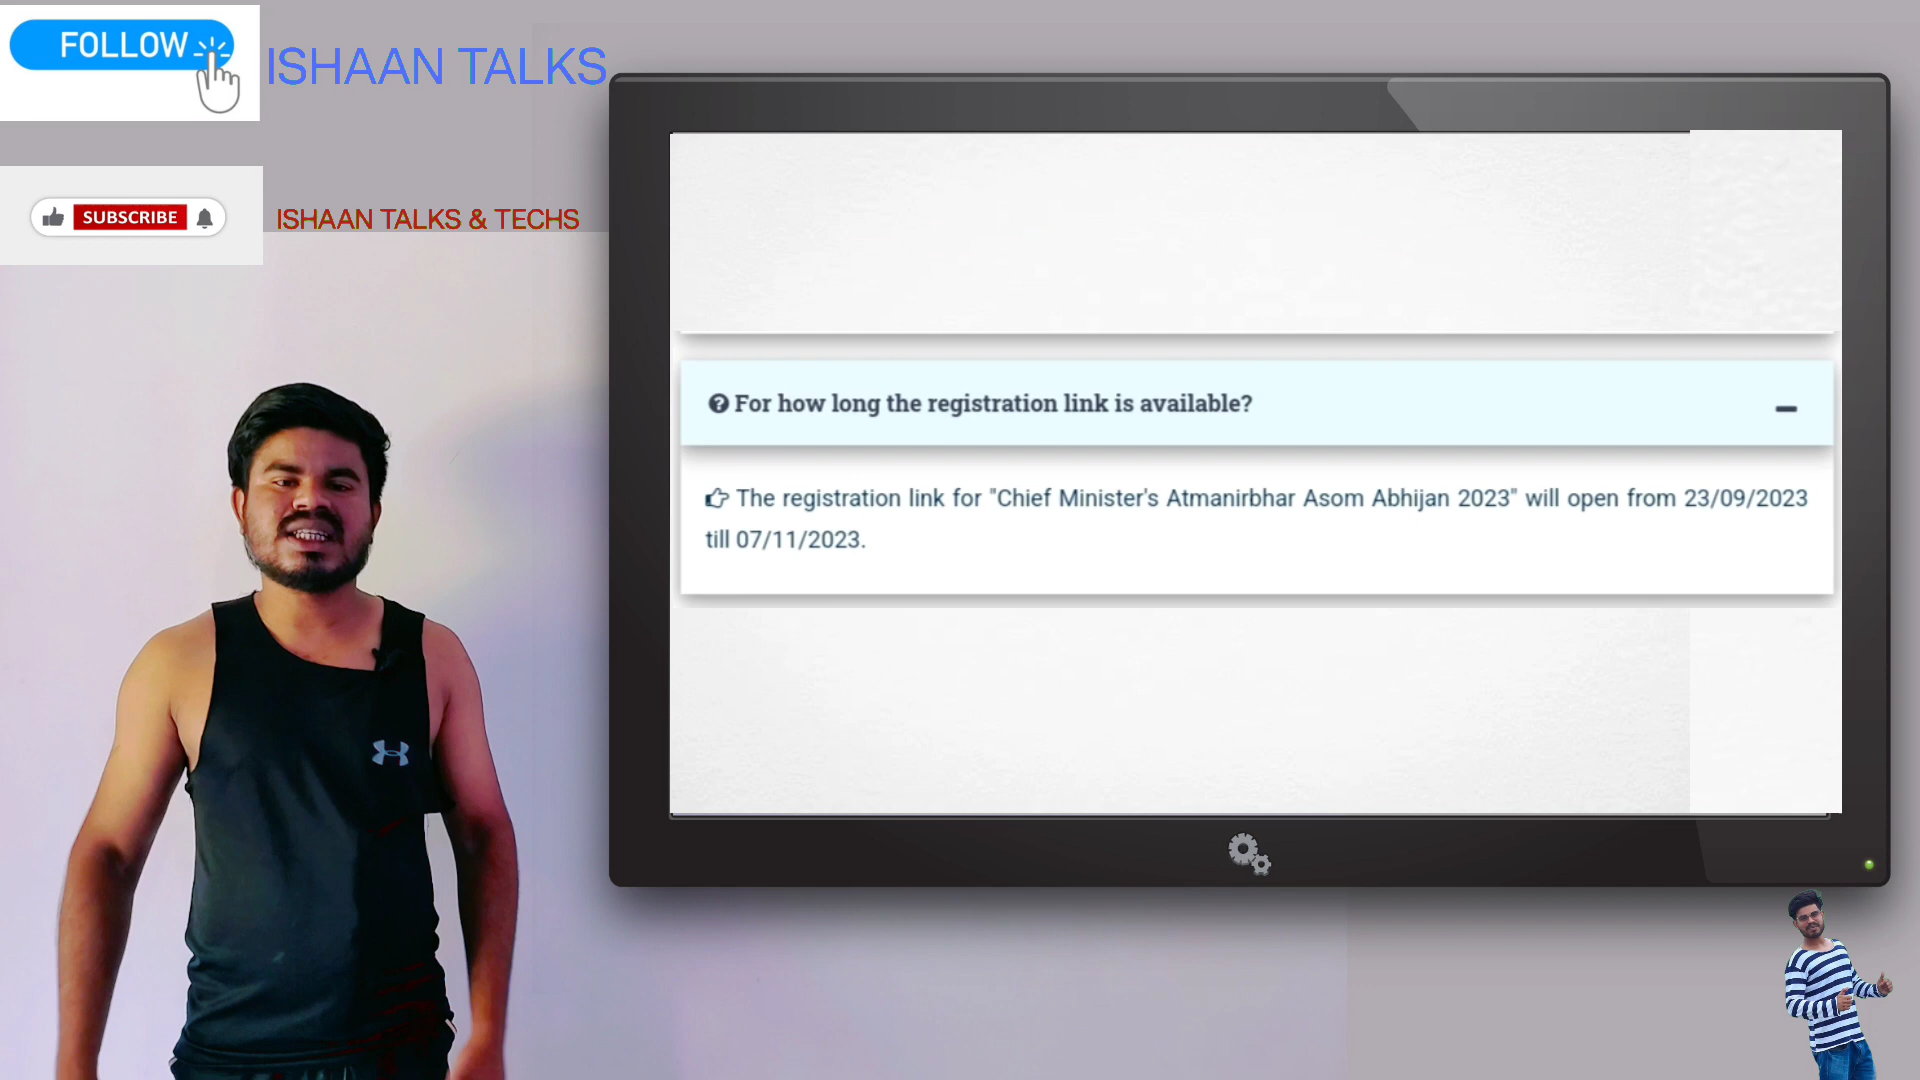 FOLLOW
ISHAAN TALKS
SUBSCRIBE
ISHAAN TALKS & TECHS
For how long the registration link is available?
The registration link for "Chief Minister's Atmanirbhar Asom Abhijan 2023" will open from 23/09/2023
till 07/11/2023.